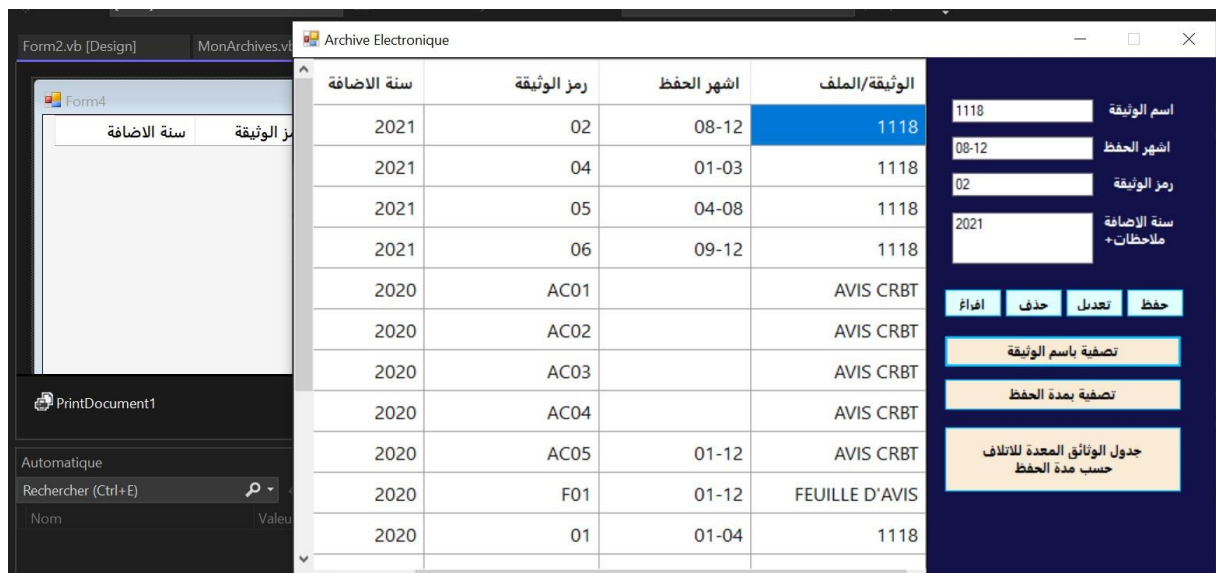 Form2.vb [Design]
MonArchives.vb
Form4
سنة الاضافة
رمز الوثيقة
PrintDocument1
Automatique
Rechercher (Ctrl+E)
Nom
Archive Electronique
الوثيقة/الملف اشهر الحفظ رمز الوثيقة سنة الاضافة
1118 08-12 02 2021
1118 01-03 04 2021
1118 04-08 05 2021
1118 09-12 06 2021
AVIS CRBT AC01 2020
AVIS CRBT AC02 2020
AVIS CRBT AC03 2020
AVIS CRBT AC04 2020
AVIS CRBT 01-12 AC05 2020
FEUILLE D'AVIS 01-12 F01 2020
1118 01-04 01 2020
اسم الوثيقة 1118
اشهر الحفظ 08-12
رمز الوثيقة 02
سنة الاضافة 2021
ملاحظات+
حفظ تعديل حذف افراغ
تصفية باسم الوثيقة
تصفية بمدة الحفظ
جدول الوثائق المعدة للاتلاف
حسب مدة الحفظ